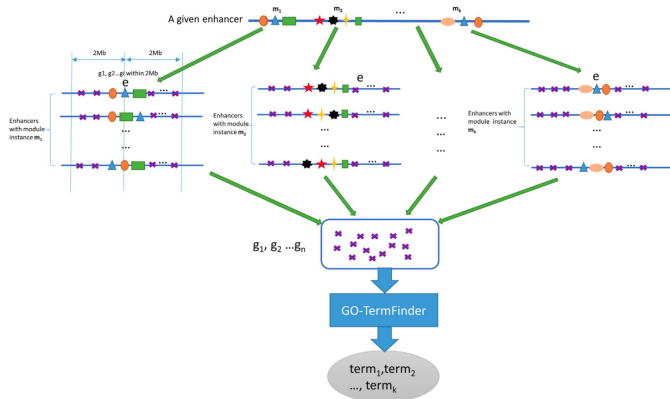 A given enhancer
m1
m2
...
mk
2Mb
2Mb
g1, g2...gi within 2Mb
e
...
Enhancers
with module
instance m1
...
...
...
...
e
...
Enhancers
with module
instance m2
...
...
...
...
...
...
e
...
Enhancers with
module instance
mk
...
...
...
...
g1, g2 ...gn
GO-TermFinder
term1,term2
..., termk